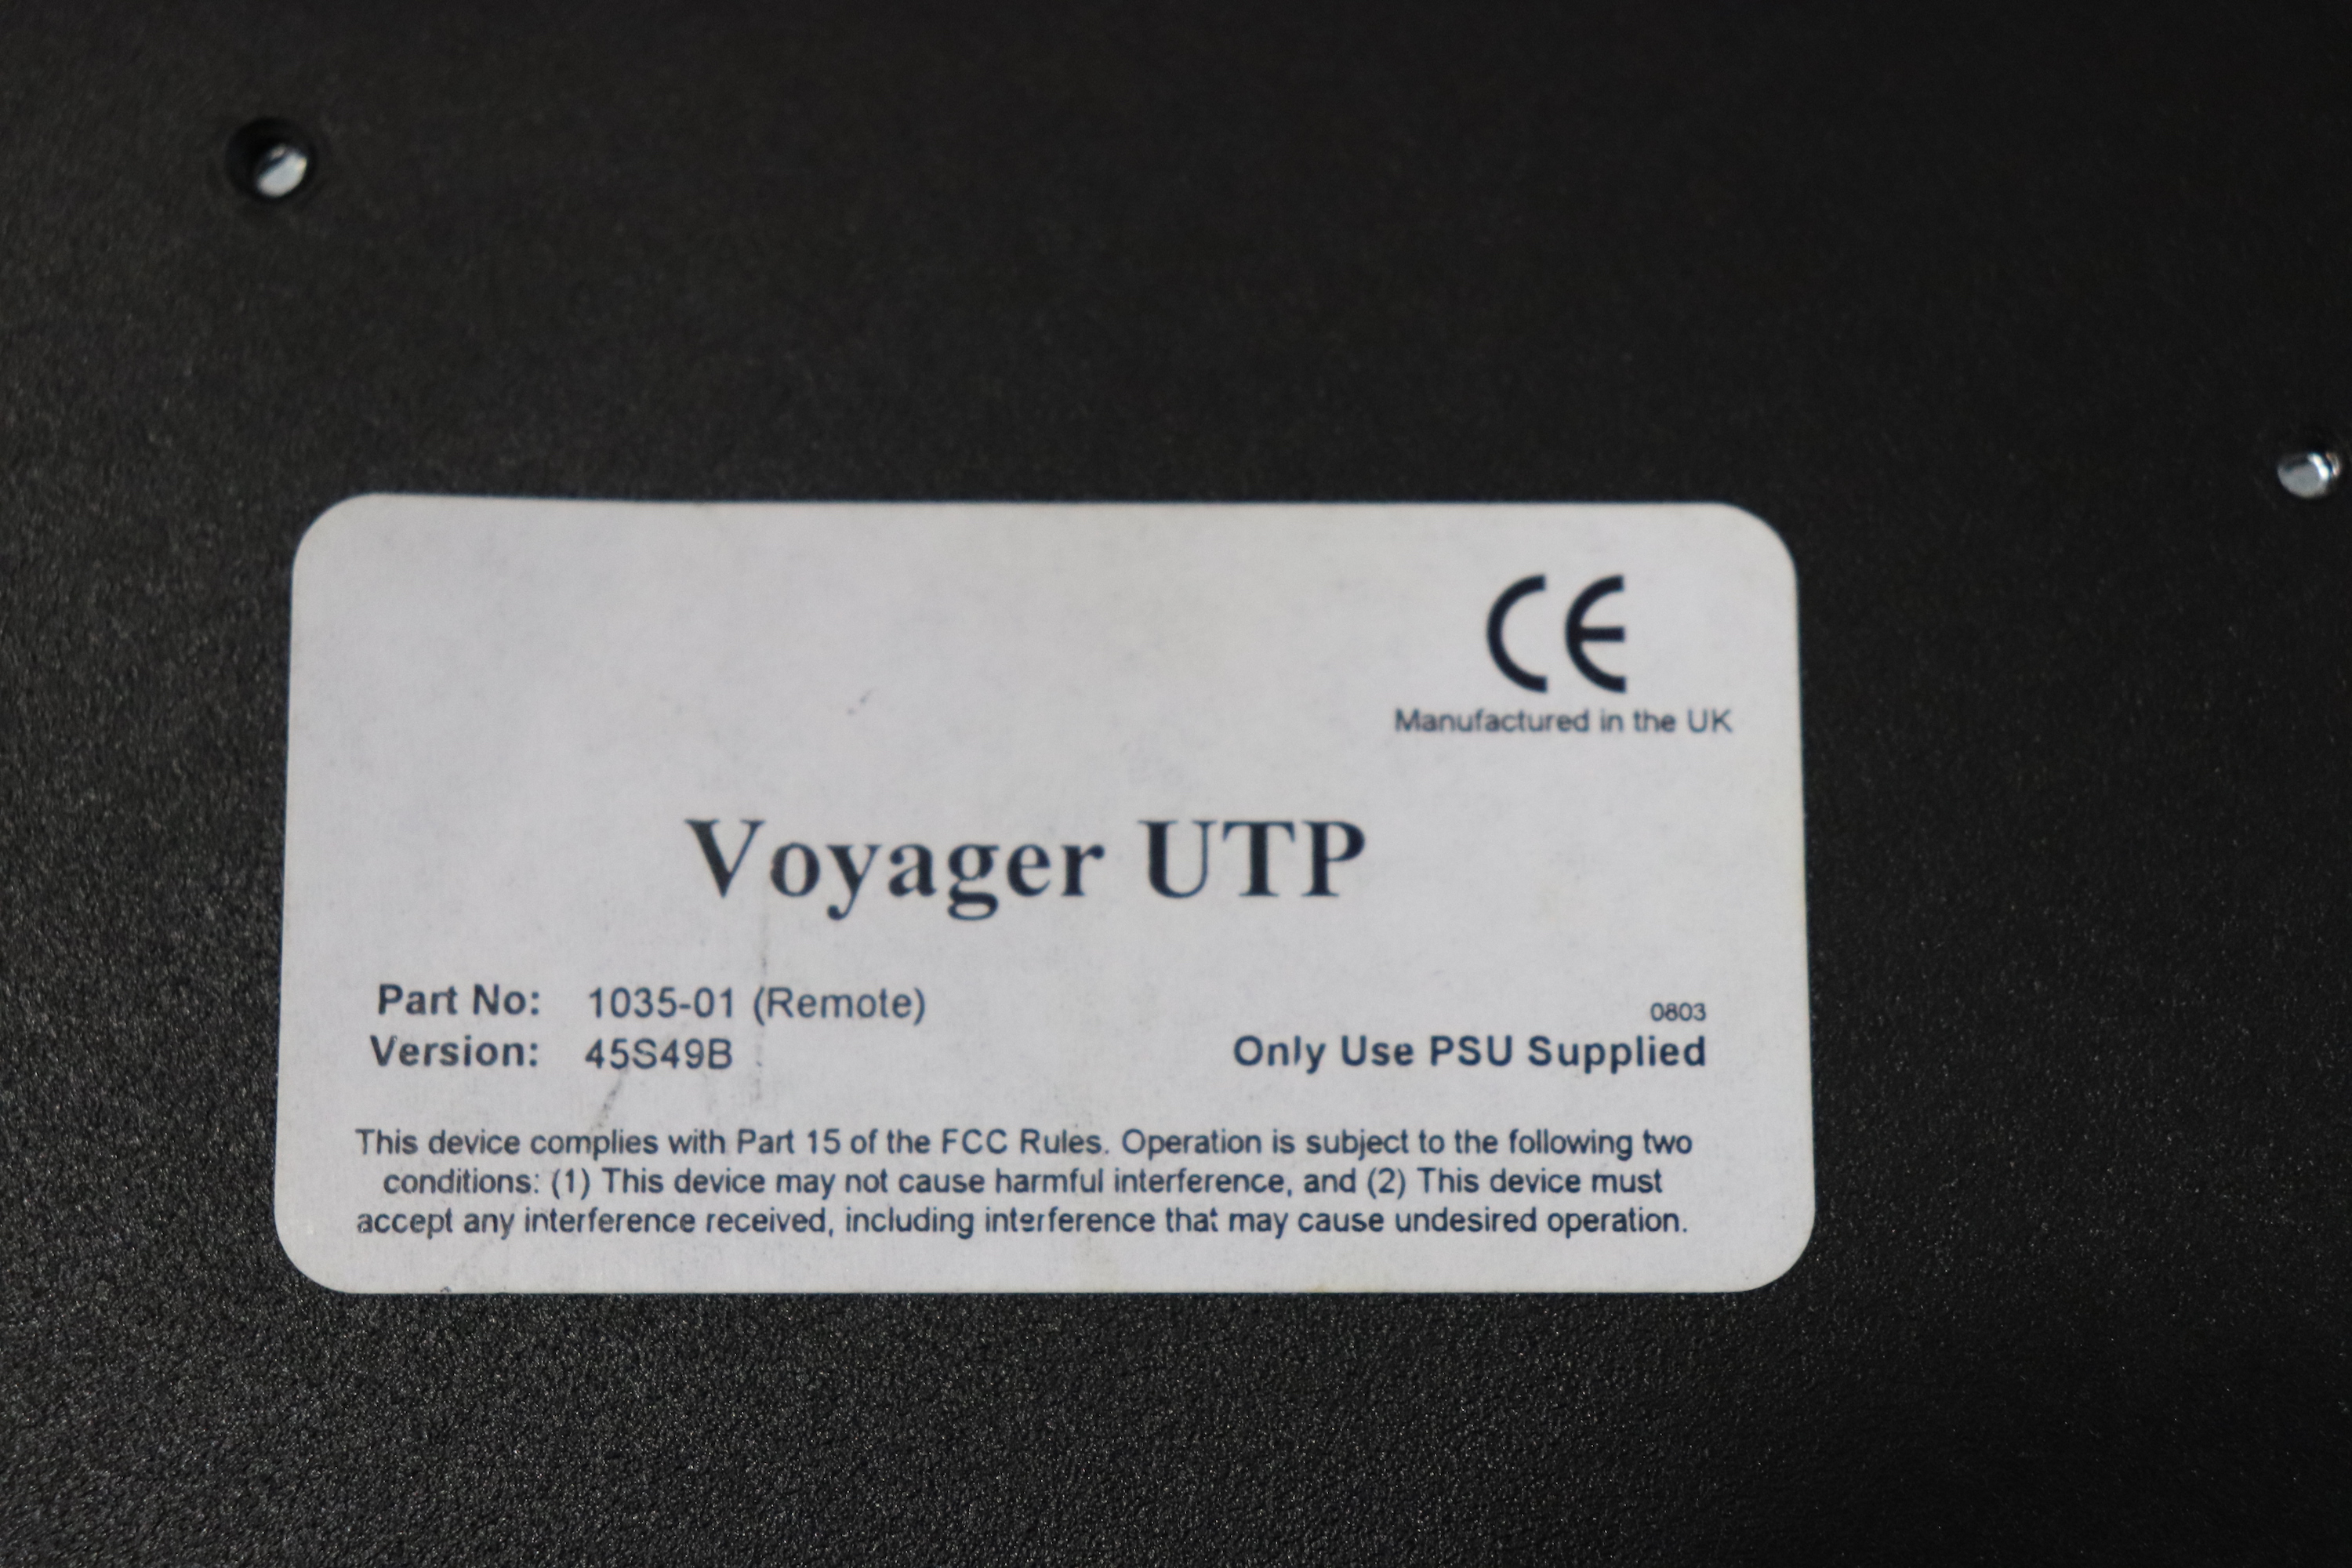 CE
Manufactured in the UK
Voyager UTP
Part No: 1035-01 (Remote)
0803
Version: 45S49B
Only Use PSU Supplied
This device complies with Part 15 of the FCC Rules. Operation is subject to the following two
conditions: (1) This device may not cause harmful interference, and (2) This device must
accept any interference received, including interference that may cause undesired operation.